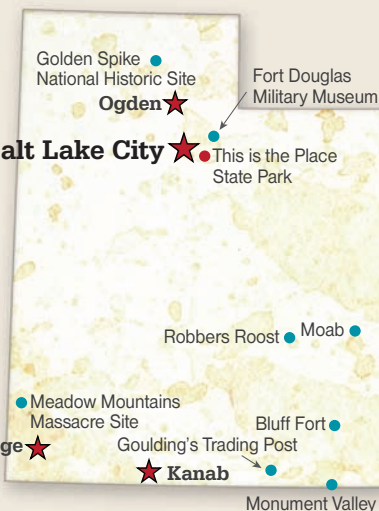 Golden Spike
National Historic Site
Ogden
Fort Douglas
Military Museum
alt Lake City
This is the Place
State Park
Robbers Roost
Moab
Meadow Mountains
Massacre Site
Bluff Fort
Goulding's Trading Post
ge
Kanab
Monument Valley